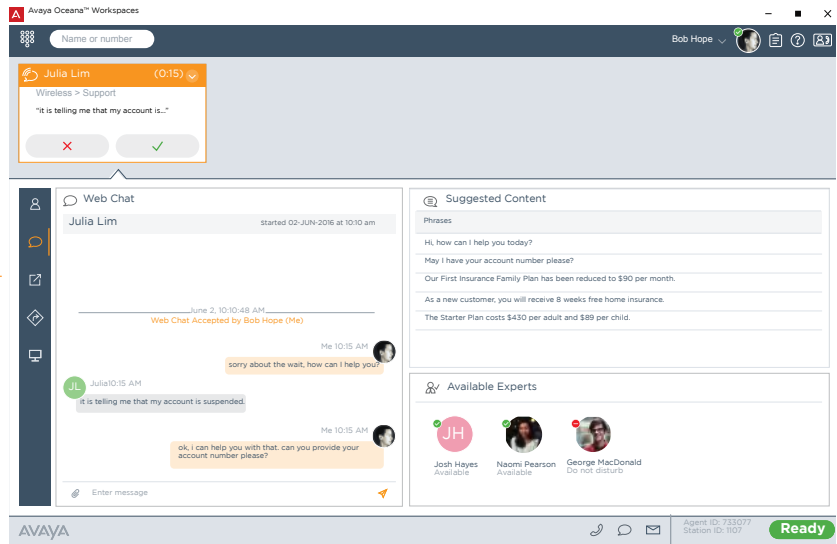 Avaya Oceana™ Workspaces
Name or number
Bob Hope
Julia Lim (0:15)
Wireless > Support
"it is telling me that my account is..."
Web Chat
Julia Lim Started 02-JUN-2016 at 10:10 am
June 2, 10:10:48 AM
Web Chat Accepted by Bob Hope (Me)
Me 10:15 AM
sorry about the wait, how can I help you?
JL
Julia10:15 AM
it is telling me that my account is suspended.
Me 10:15 AM
ok, i can help you with that. can you provide your
account number please?
Enter message
Suggested Content
Phrases
Hi, how can I help you today?
May I have your account number please?
Our First Insurance Family Plan has been reduced to $90 per month.
As a new customer, you will receive 8 weeks free home insurance.
The Starter Plan costs $430 per adult and $89 per child.
Available Experts
JH
Josh Hayes
Available
Naomi Pearson
Available
George MacDonald
Do not disturb
AVAYA
Agent ID: 733077
Station ID: 1107
Ready